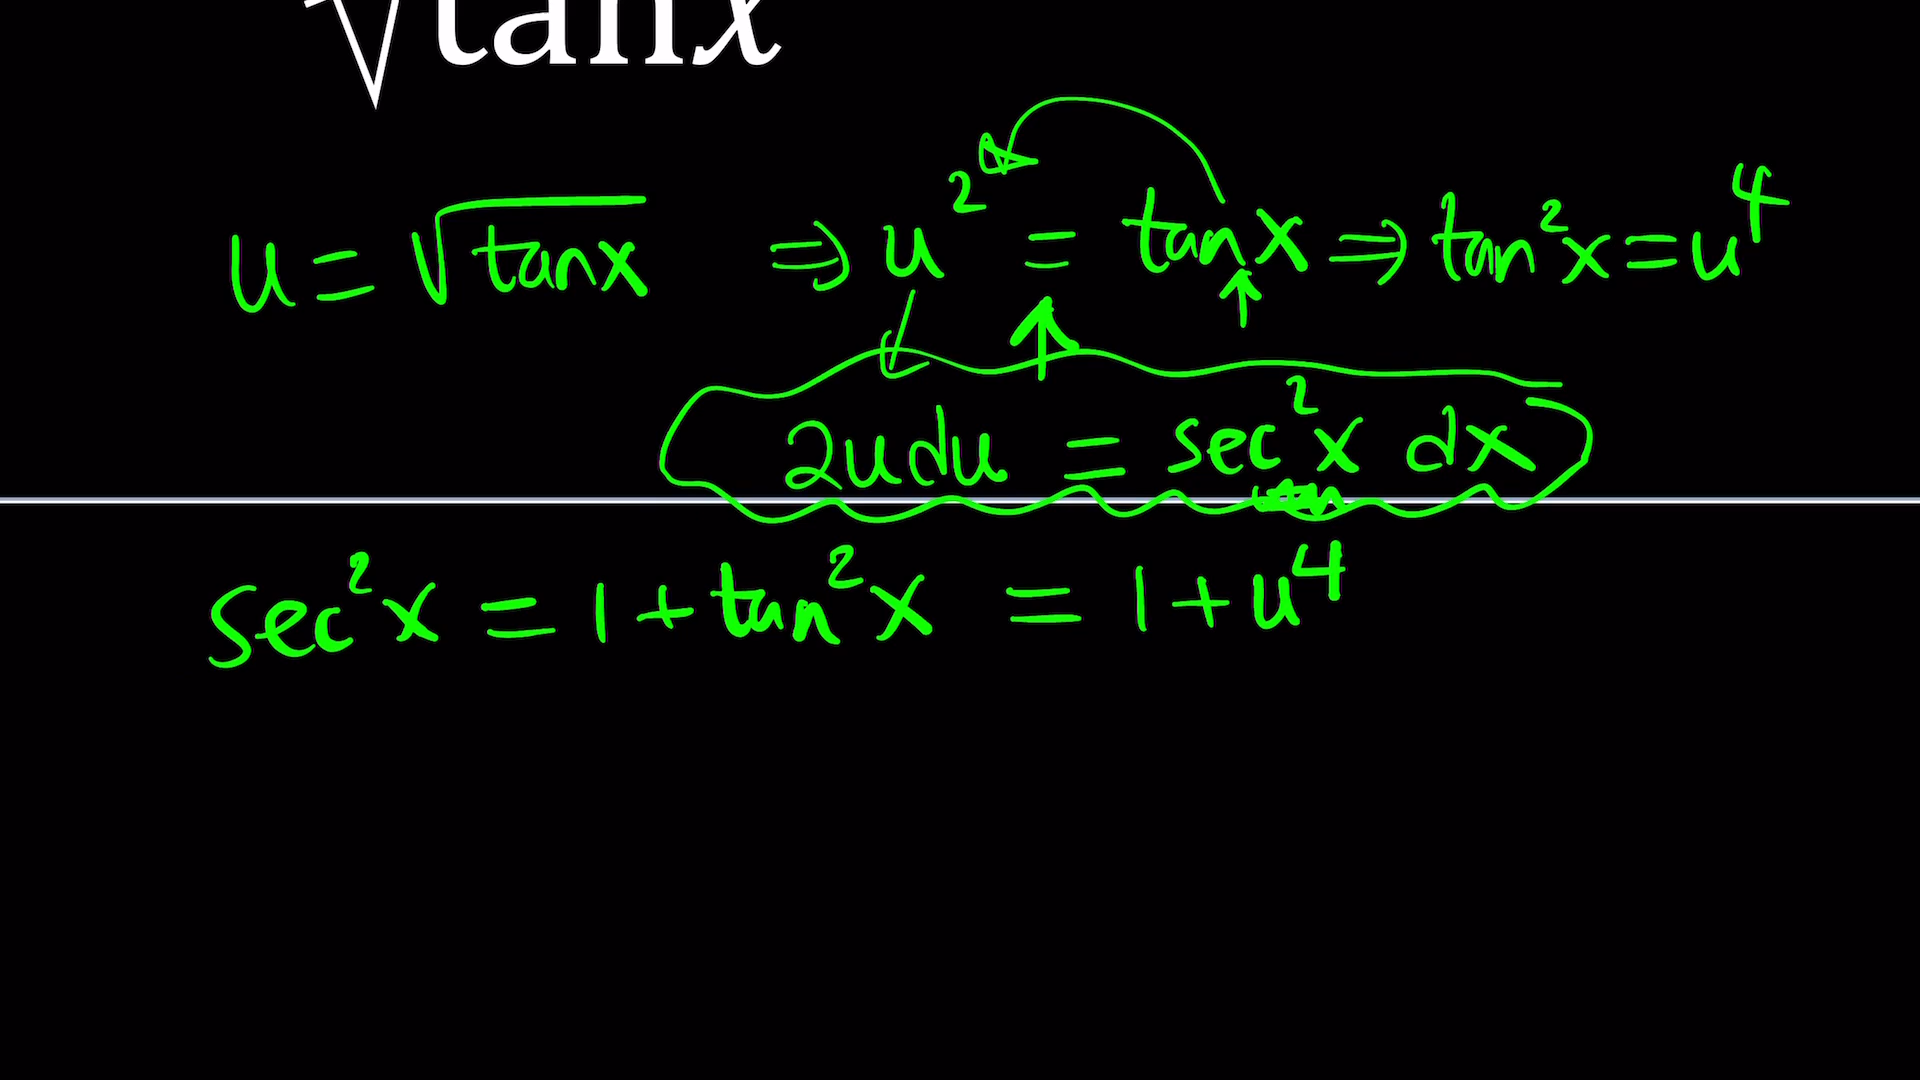 √tanx
u = √tanx ⇒ u² = tanx ⇒ tan²x = u⁴
2udu = sec²x dx
sec²x = 1 + tan²x = 1 + u⁴